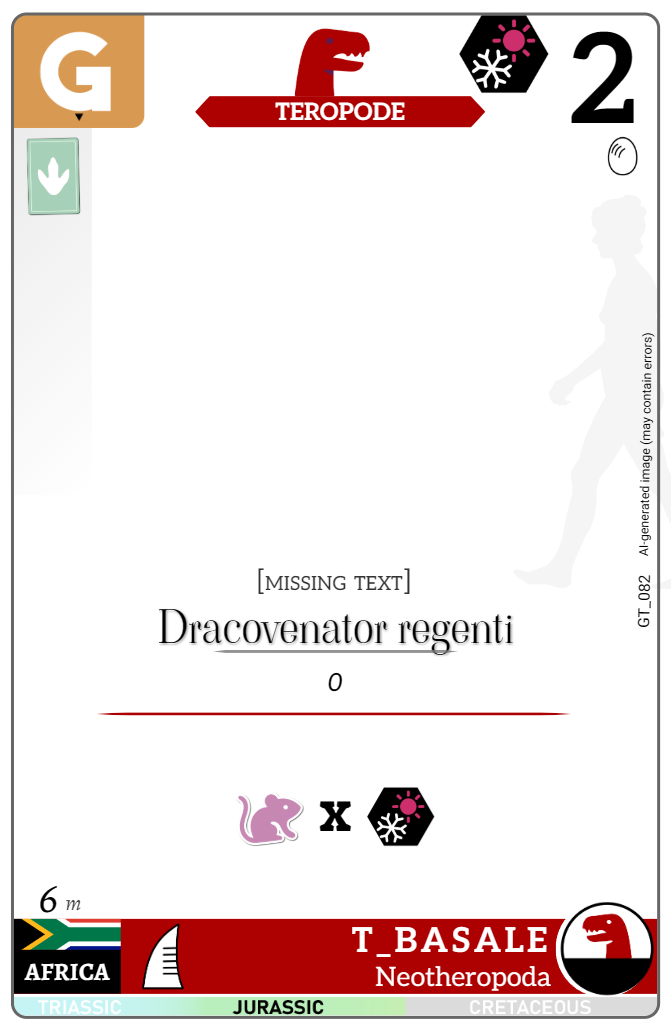 G
TEROPODE
2
AI-generated image (may contain errors)
GT_082
[MISSING TEXT]
Dracovenator regenti
0
x
6 m
AFRICA
T_BASALE
Neotheropoda
TRIASSIC
JURASSIC
CRETACEOUS